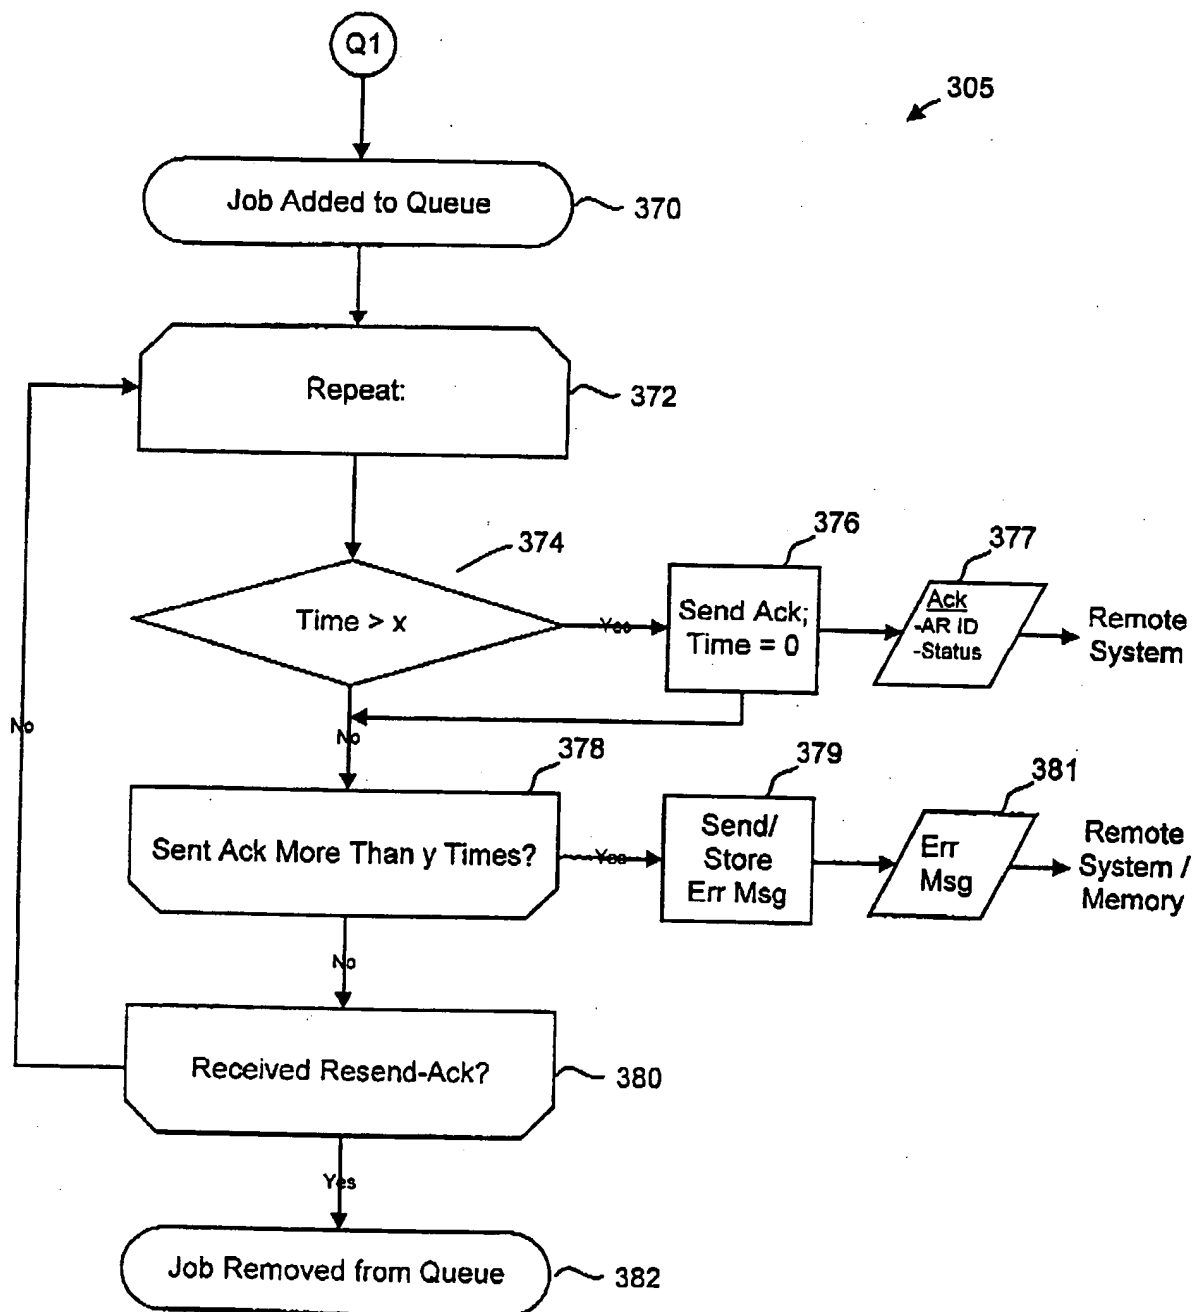 Q1
305
Job Added to Queue
370
Repeat:
372
374
Time > x
Yes
376
Send Ack;
Time = 0
377
Ack
-AR ID
-Status
Remote
System
No
No
378
Sent Ack More Than y Times?
Yes
379
Send/
Store
Err Msg
381
Err
Msg
Remote
System /
Memory
No
Received Resend-Ack?
380
Yes
Job Removed from Queue
382